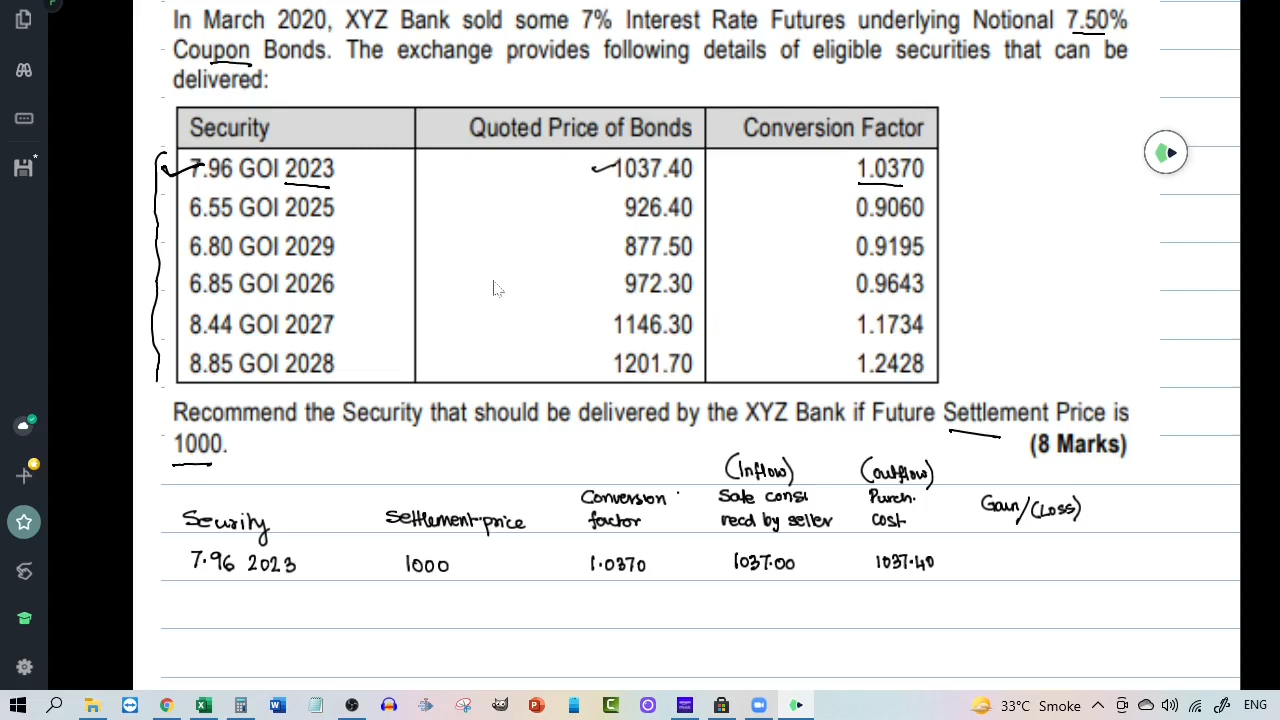 In March 2020, XYZ Bank sold some 7% Interest Rate Futures underlying Notional 7.50%
Coupon Bonds. The exchange provides following details of eligible securities that can be
delivered:
Security Quoted Price of Bonds Conversion Factor
7.96 GOI 2023 1037.40 1.0370
6.55 GOI 2025 926.40 0.9060
6.80 GOI 2029 877.50 0.9195
6.85 GOI 2026 972.30 0.9643
8.44 GOI 2027 1146.30 1.1734
8.85 GOI 2028 1201.70 1.2428
Recommend the Security that should be delivered by the XYZ Bank if Future Settlement Price is
1000. (8 Marks)
(Inflow) (outflow)
Conversion Sale consi Purch.
Security Settlement price factor recd by seller cost Gain/(Loss)
7.96 2023 1000 1.0370 1037.00 1037.40
33°C Smoke ENG